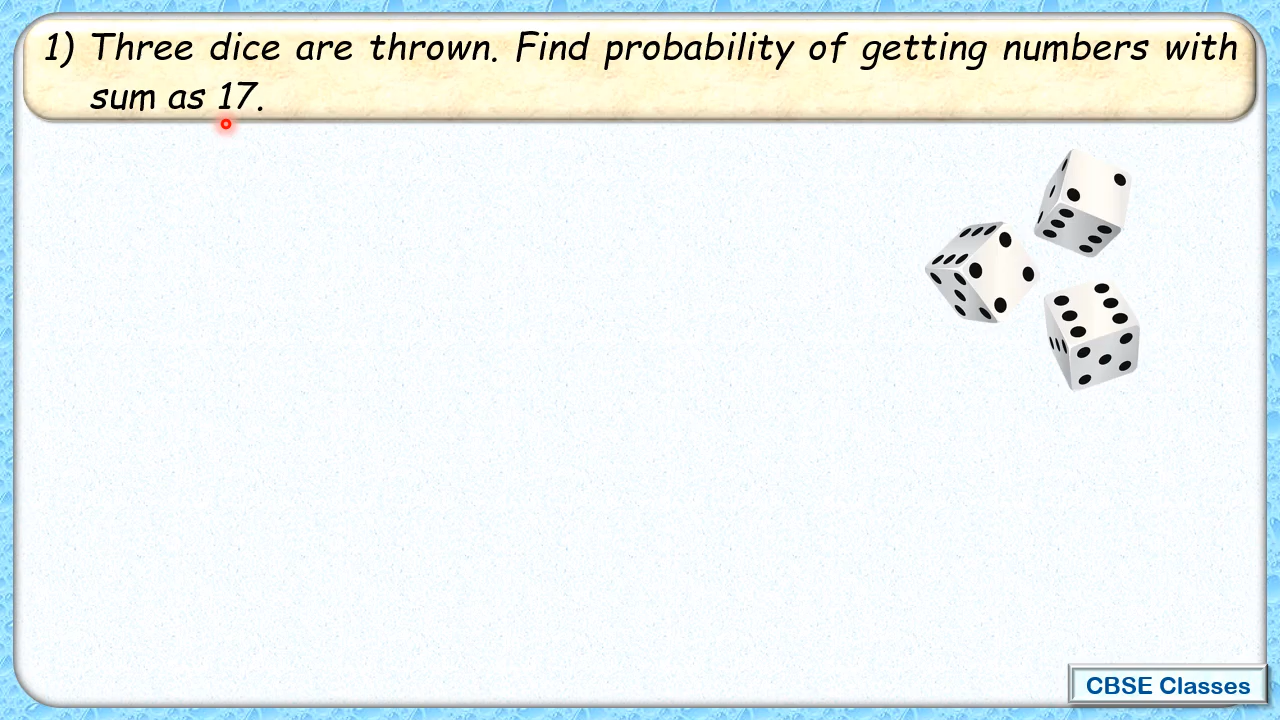 1) Three dice are thrown. Find probability of getting numbers with
sum as 17.
CBSE Classes